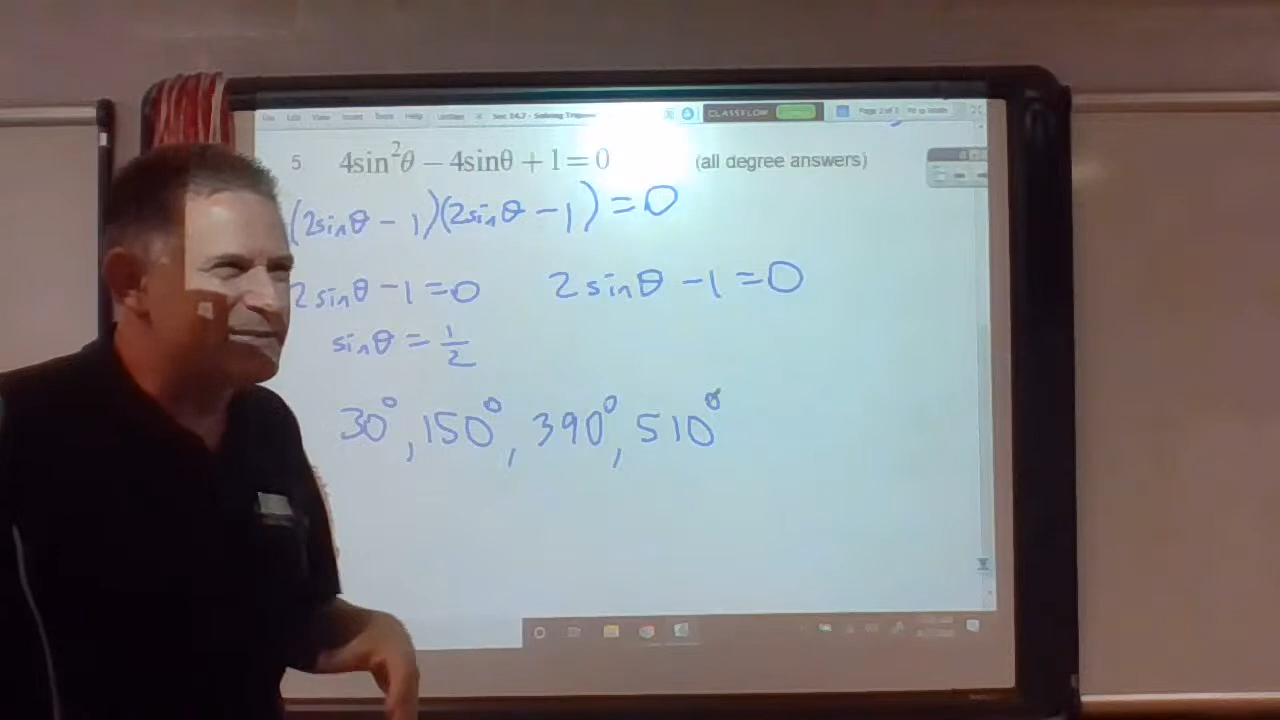 CLASSFLOW
5 4sin²θ − 4sinθ + 1 = 0 (all degree answers)
(2sinθ − 1)(2sinθ − 1) = 0
2sinθ − 1 = 0 2sinθ − 1 = 0
sinθ = 1/2
30°, 150°, 390°, 510°